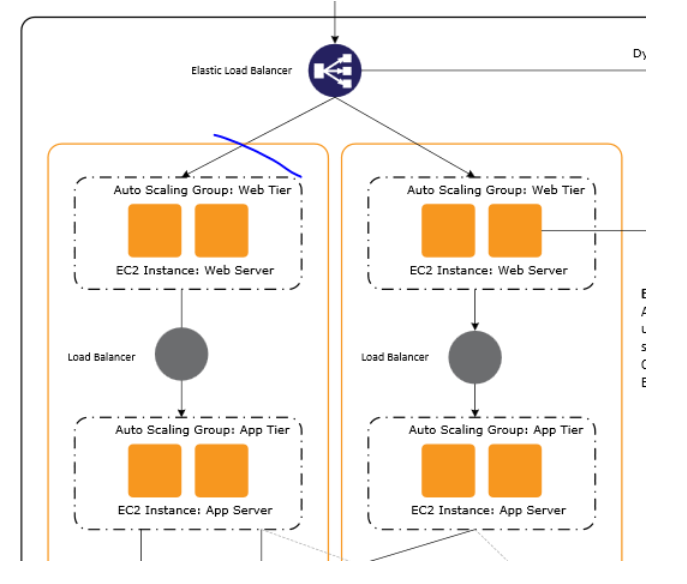 Dy
Elastic Load Balancer
Auto Scaling Group: Web Tier
EC2 Instance: Web Server
Auto Scaling Group: Web Tier
EC2 Instance: Web Server
Load Balancer
Load Balancer
Auto Scaling Group: App Tier
EC2 Instance: App Server
Auto Scaling Group: App Tier
EC2 Instance: App Server